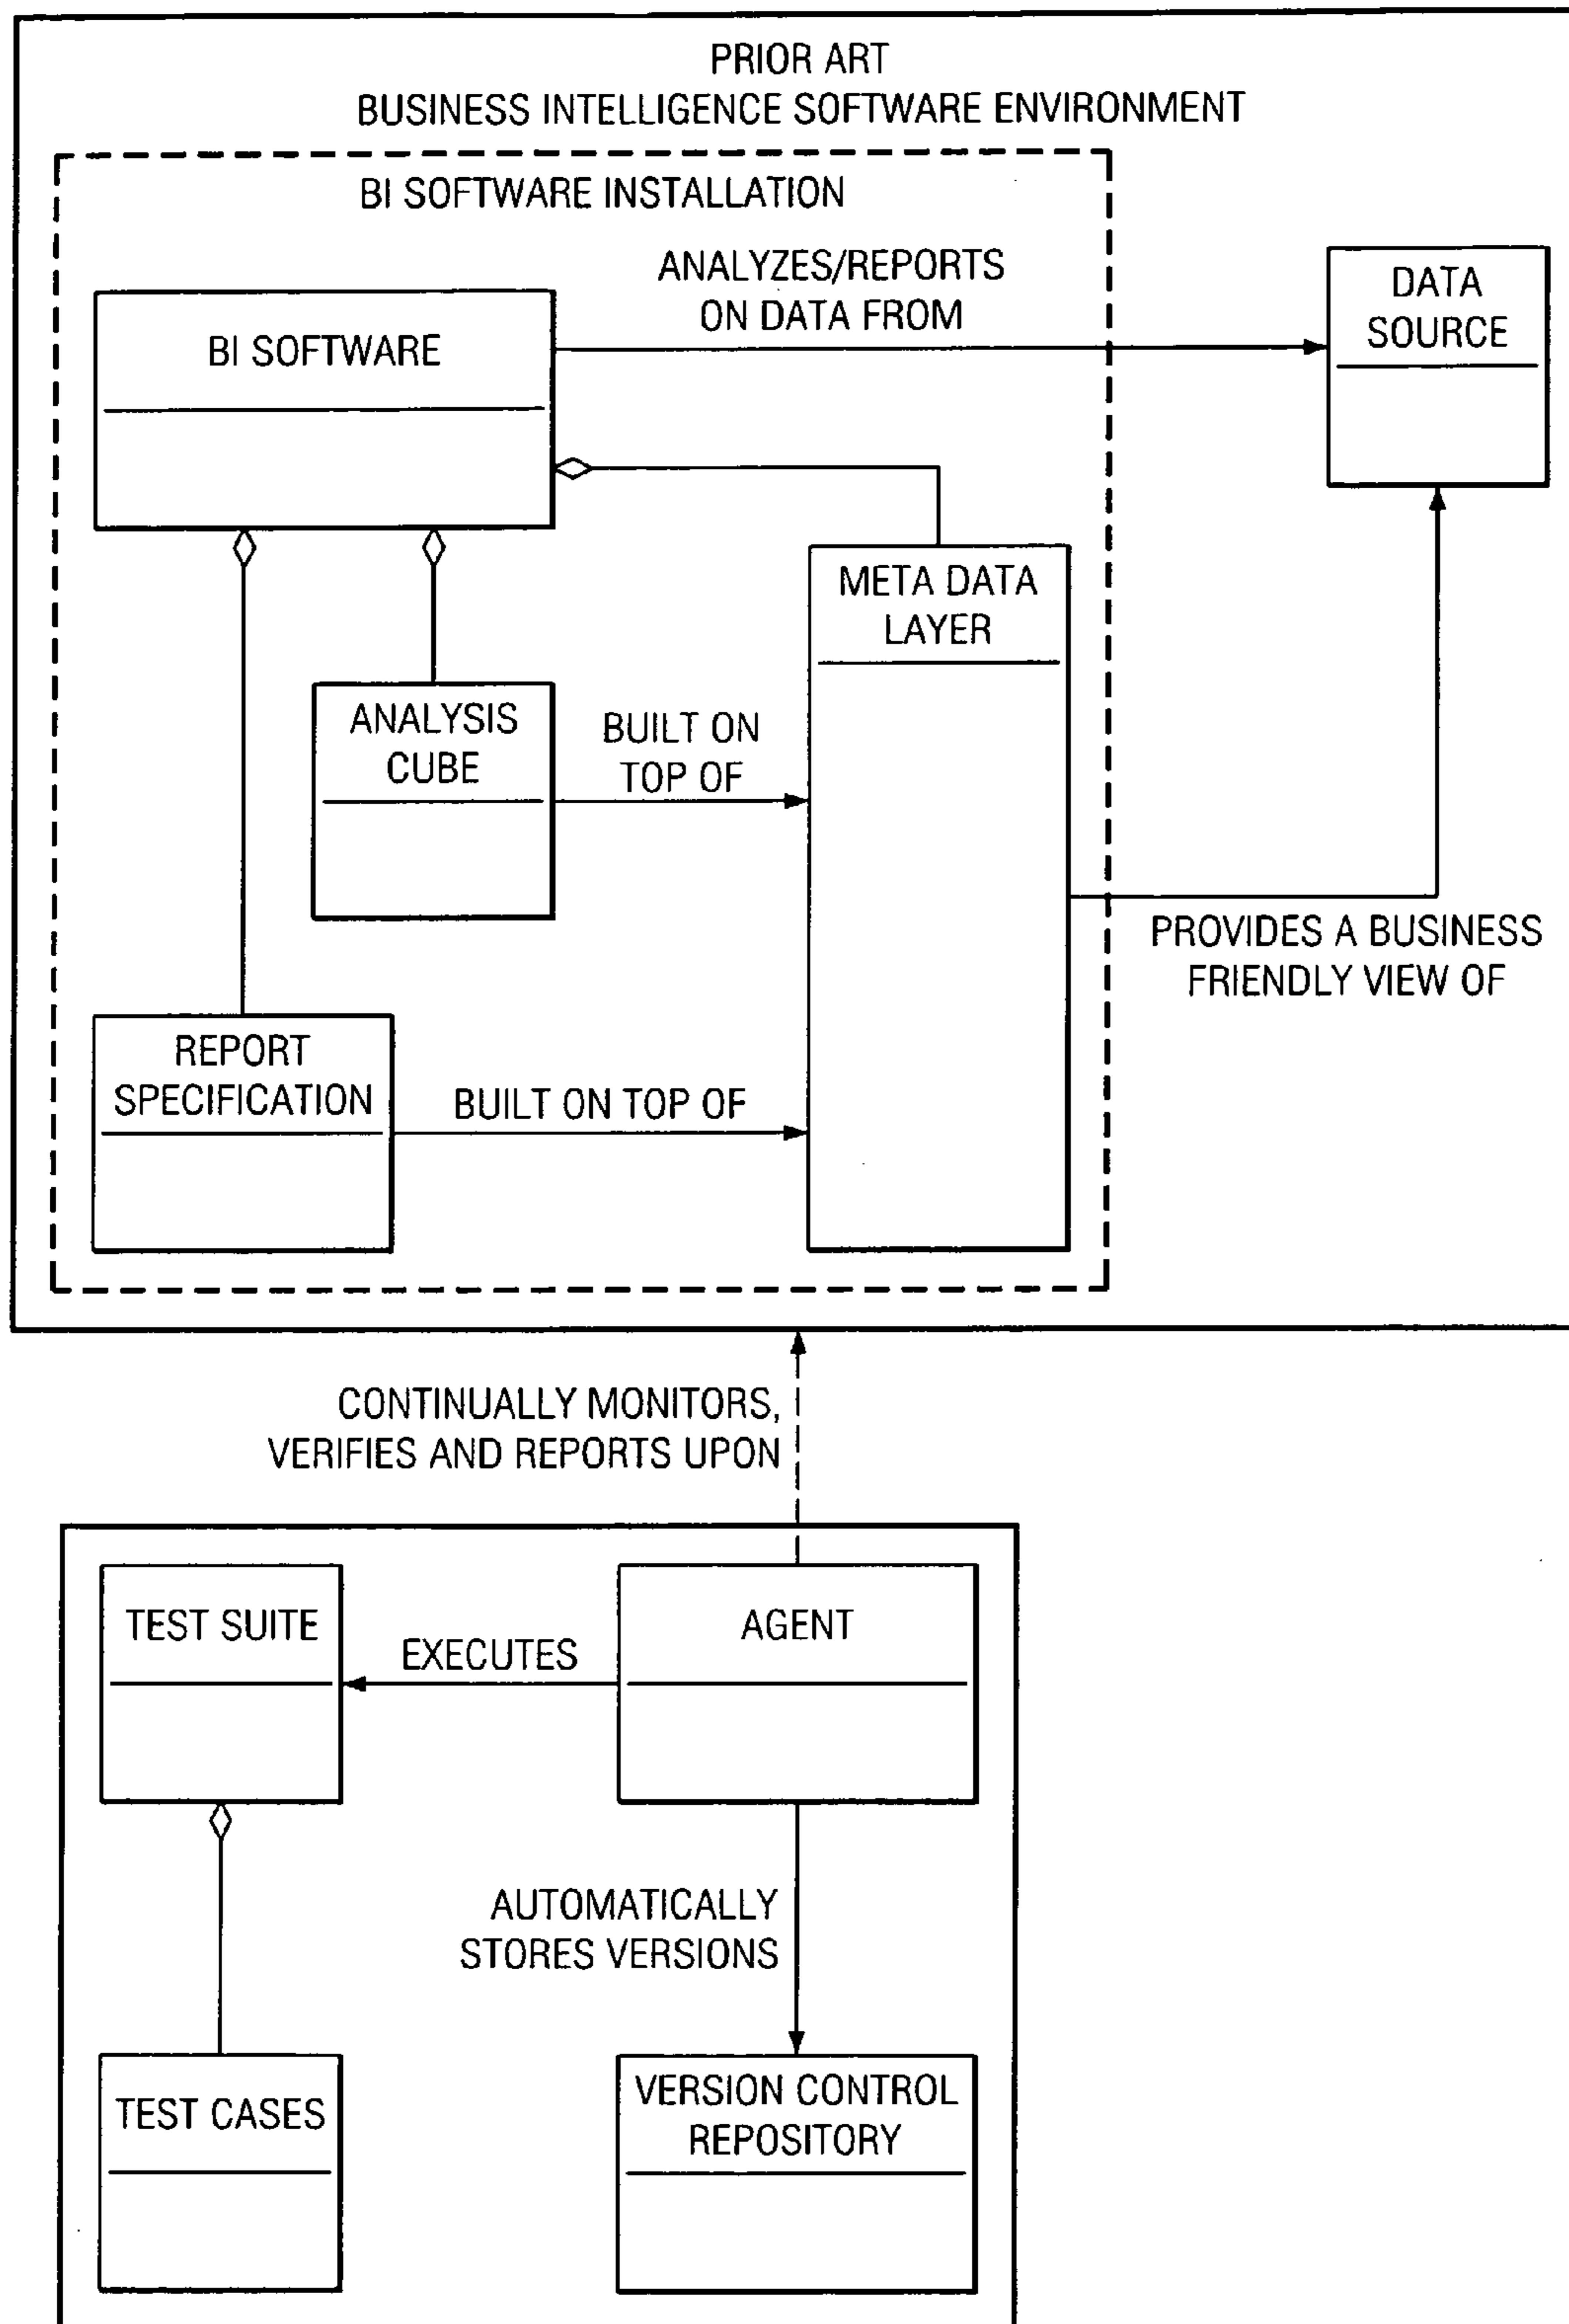 PRIOR ART
BUSINESS INTELLIGENCE SOFTWARE ENVIRONMENT
BI SOFTWARE INSTALLATION
ANALYZES/REPORTS
ON DATA FROM
BI SOFTWARE
DATA
SOURCE
META DATA
LAYER
ANALYSIS
CUBE
BUILT ON
TOP OF
PROVIDES A BUSINESS
FRIENDLY VIEW OF
REPORT
SPECIFICATION
BUILT ON TOP OF
CONTINUALLY MONITORS,
VERIFIES AND REPORTS UPON
TEST SUITE
EXECUTES
AGENT
AUTOMATICALLY
STORES VERSIONS
TEST CASES
VERSION CONTROL
REPOSITORY